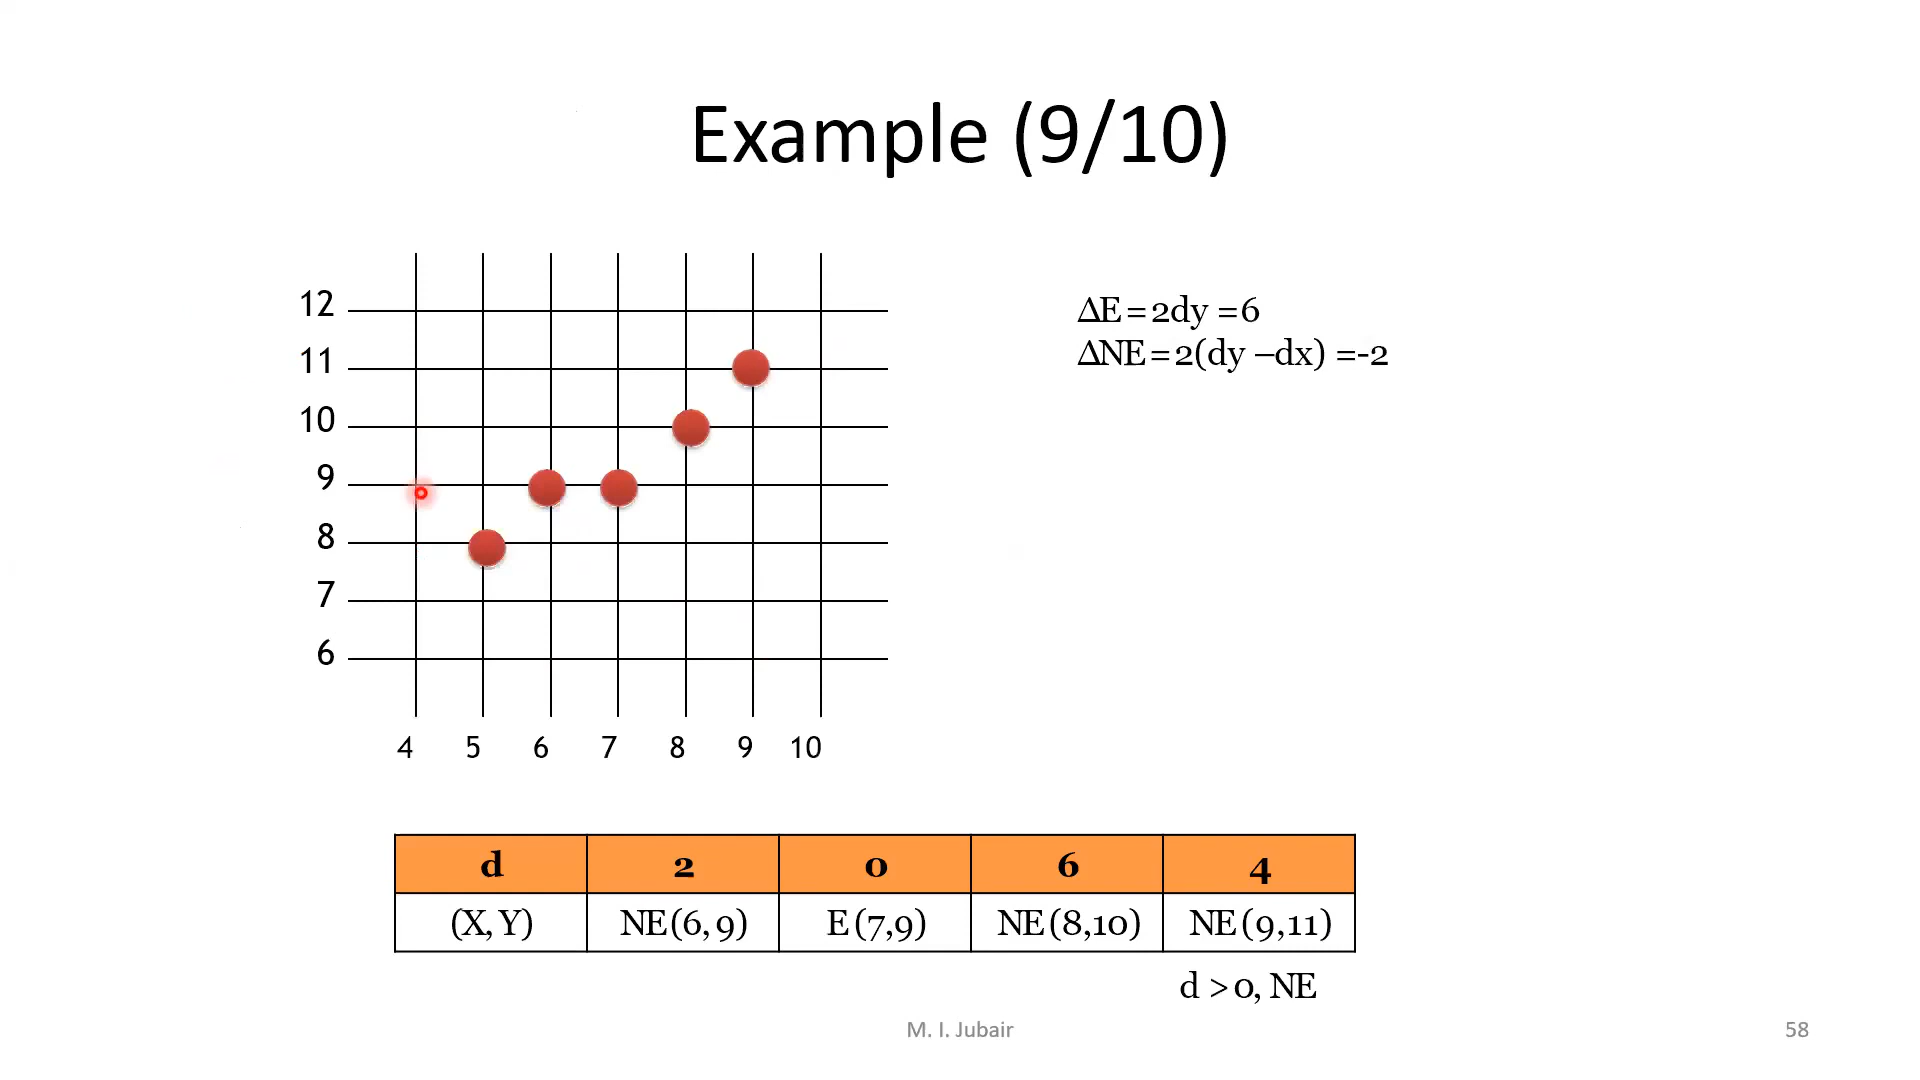 Example (9/10)
12
11
10
9
8
7
6
4 5 6 7 8 9 10
ΔE=2dy =6
ΔNE=2(dy –dx) =-2
d 2 0 6 4
(X, Y) NE(6, 9) E(7,9) NE(8,10) NE(9,11)
d >0, NE
M. I. Jubair
58